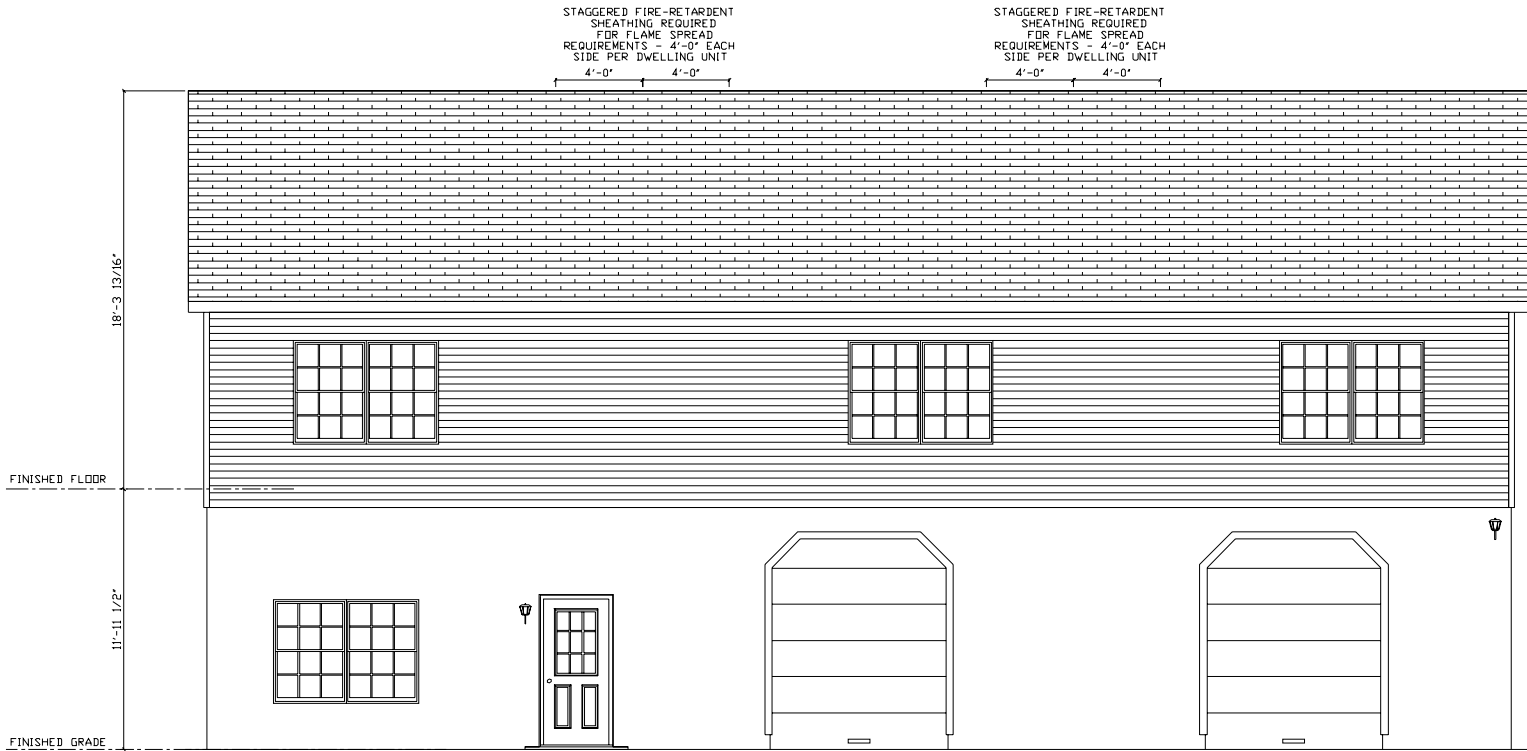 STAGGERED FIRE-RETARDENT
SHEATHING REQUIRED
FOR FLAME SPREAD
REQUIREMENTS - 4'-0" EACH
SIDE PER DWELLING UNIT
4'-0" 4'-0"
STAGGERED FIRE-RETARDENT
SHEATHING REQUIRED
FOR FLAME SPREAD
REQUIREMENTS - 4'-0" EACH
SIDE PER DWELLING UNIT
4'-0" 4'-0"
18'-3 13/16"
FINISHED FLOOR
11'-11 1/2"
FINISHED GRADE